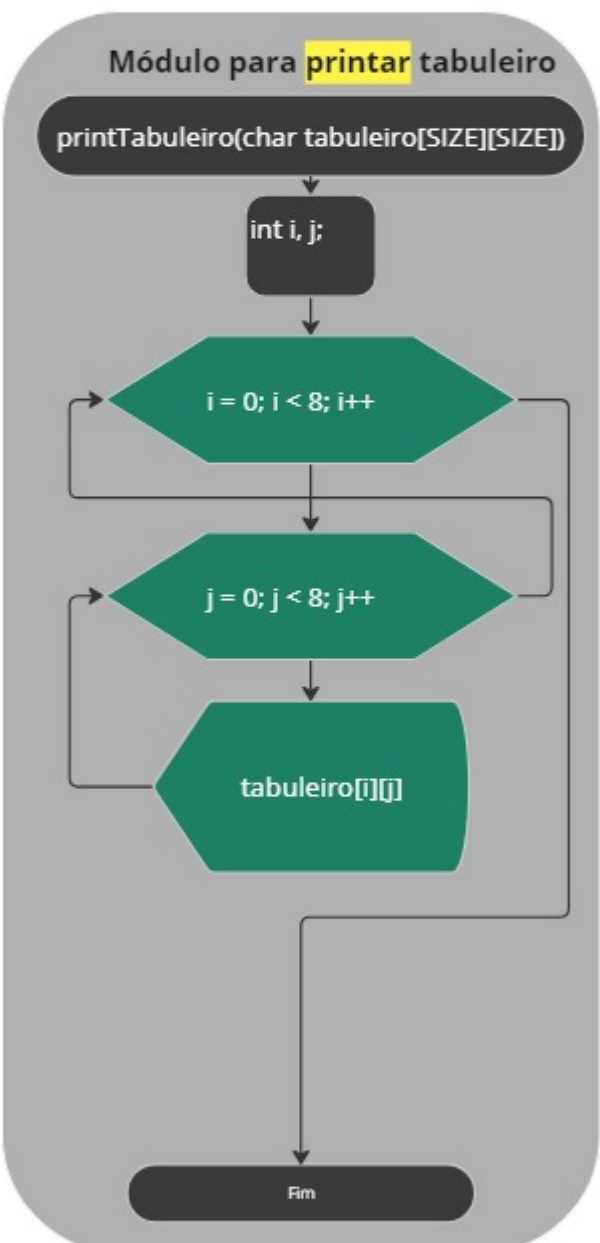 Módulo para printar tabuleiro
printTabuleiro(char tabuleiro[SIZE][SIZE])
int i, j;
i = 0; i < 8; i++
j = 0; j < 8; j++
tabuleiro[i][j]
Fim